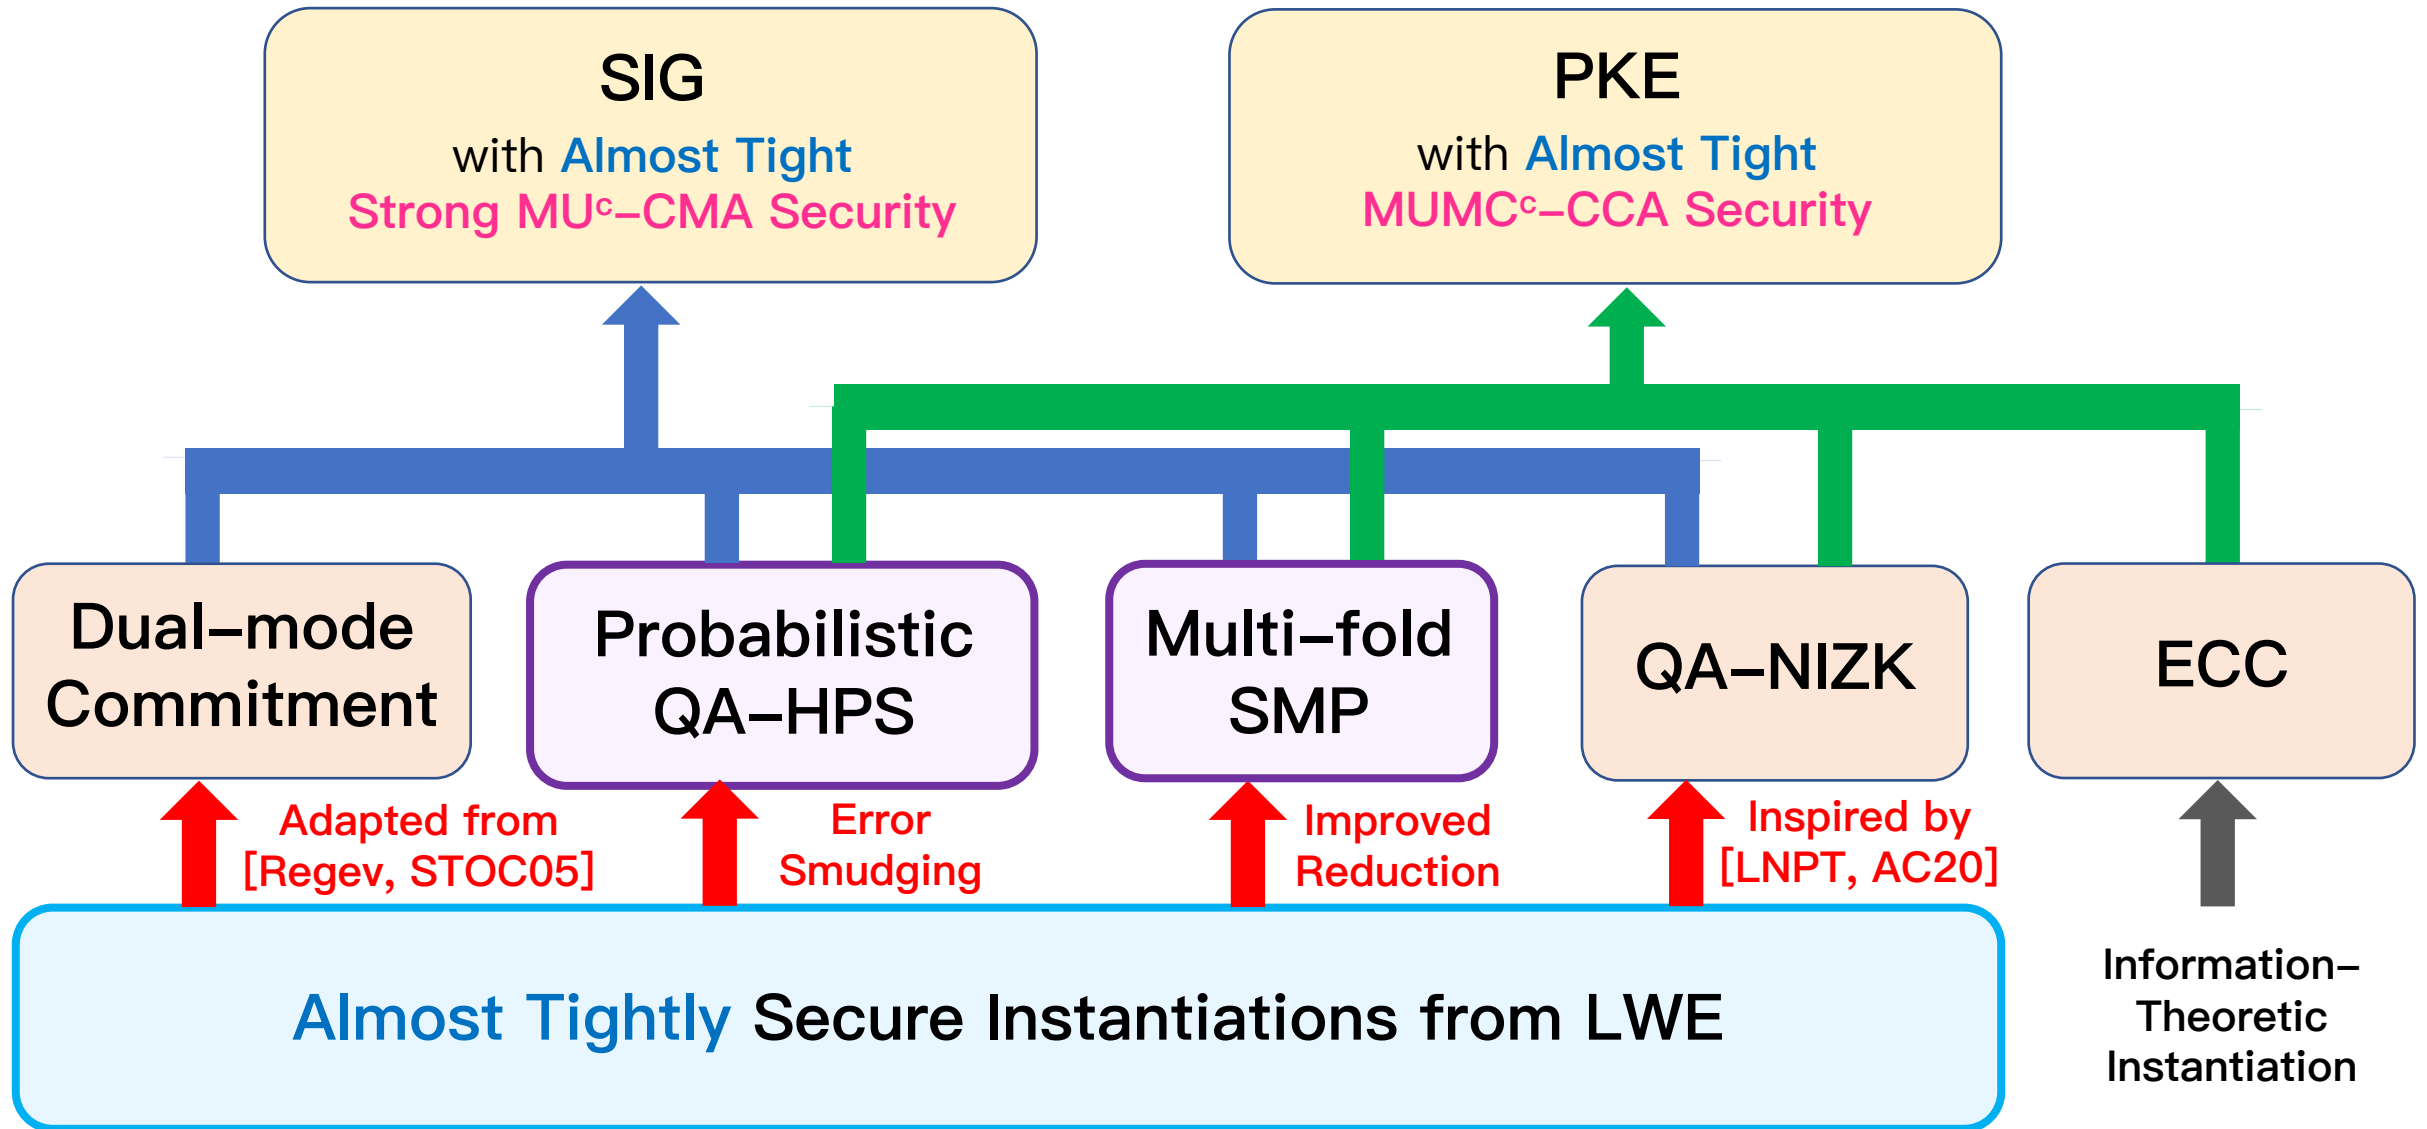 SIG
with Almost Tight
Strong MUᶜ–CMA Security
PKE
with Almost Tight
MUMCᶜ–CCA Security
Dual–mode
Commitment
Probabilistic
QA–HPS
Multi–fold
SMP
QA–NIZK
ECC
Adapted from
[Regev, STOC05]
Error
Smudging
Improved
Reduction
Inspired by
[LNPT, AC20]
Almost Tightly Secure Instantiations from LWE
Information–
Theoretic
Instantiation